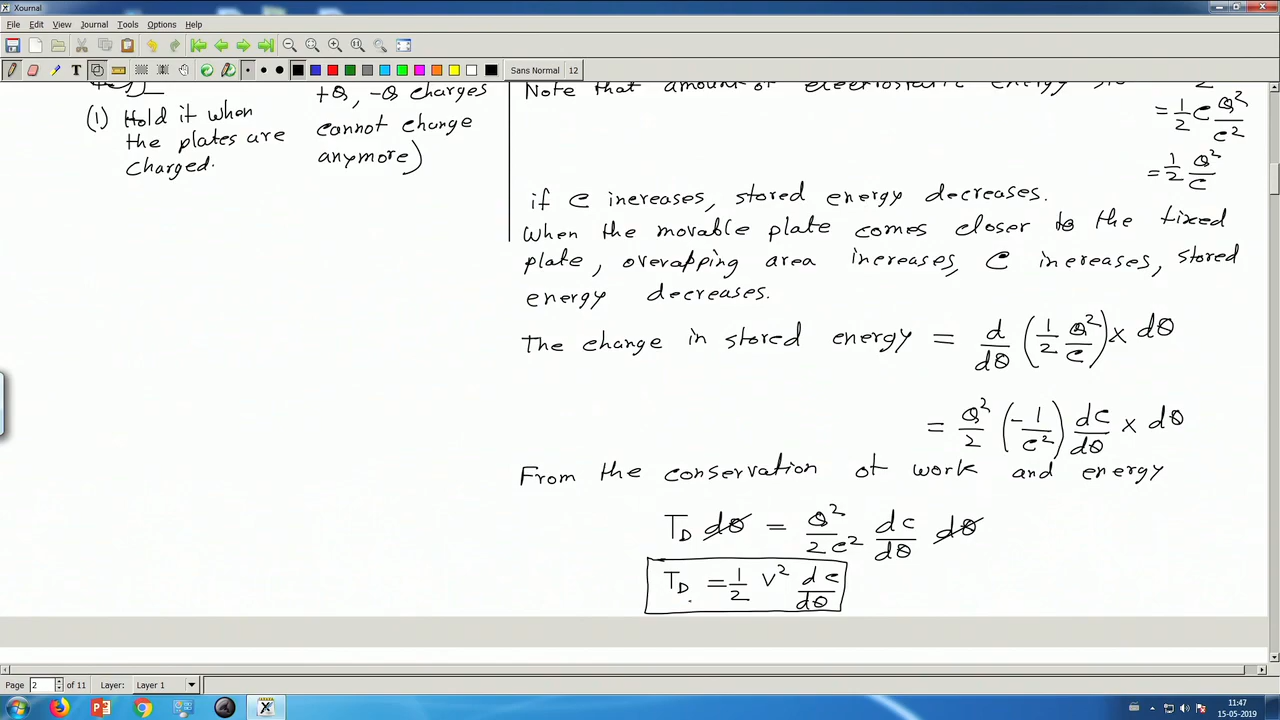 Xournal
File Edit View Journal Tools Options Help
Sans Normal 12
(1) Hold it when
the plates are
charged.
+Q, -Q charges
cannot change
anymore)
Note that amount of electrostatic energy
= 1/2 C Q²/C²
= 1/2 Q²/C
if C increases, stored energy decreases.
When the movable plate comes closer to the fixed
plate, overapping area increases, C increases, stored
energy decreases.
The change in stored energy = d/dθ (1/2 Q²/C) × dθ
= Q²/2 (-1/C²) dC/dθ × dθ
From the conservation of work and energy
T_D dθ = Q²/2C² dC/dθ dθ
T_D = 1/2 V² dC/dθ
Page 2 of 11 Layer: Layer 1
11:47
15-05-2019